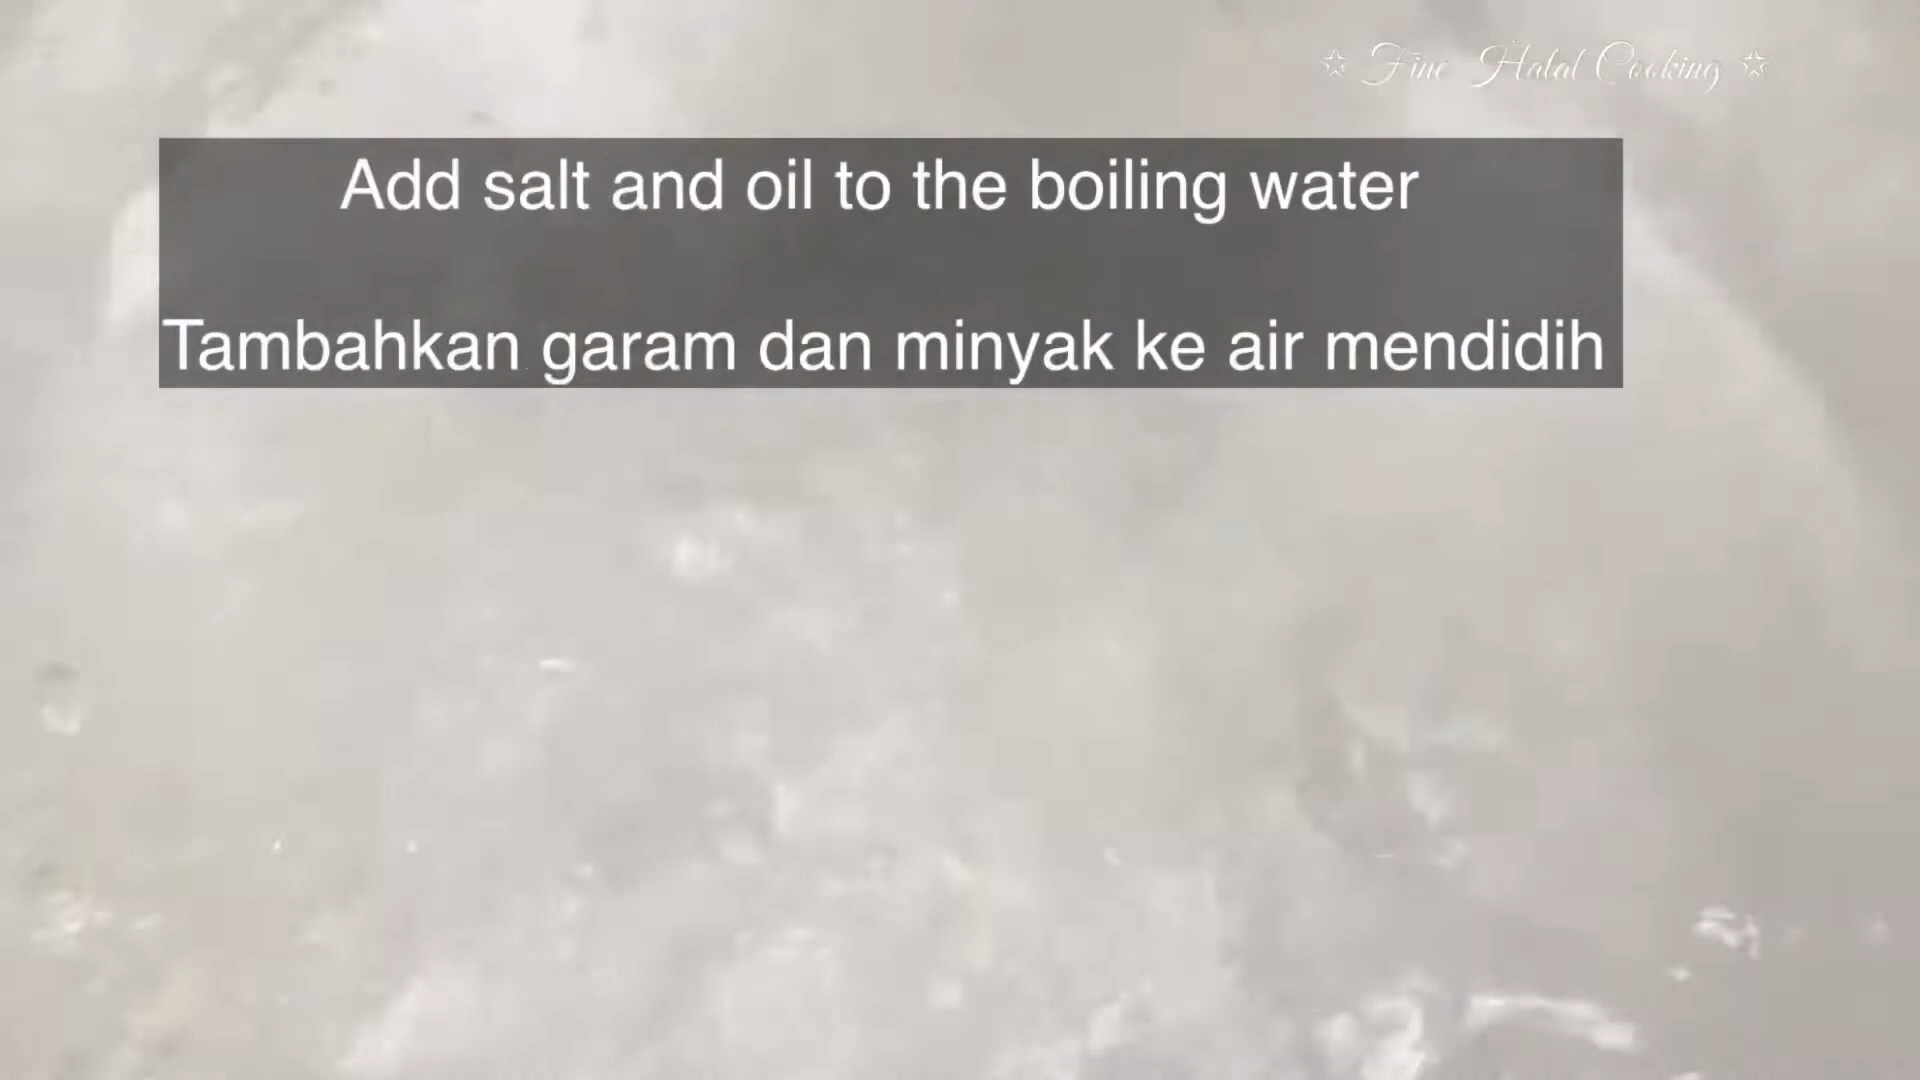 ☆ Fine Halal Cooking ☆
Add salt and oil to the boiling water
Tambahkan garam dan minyak ke air mendidih